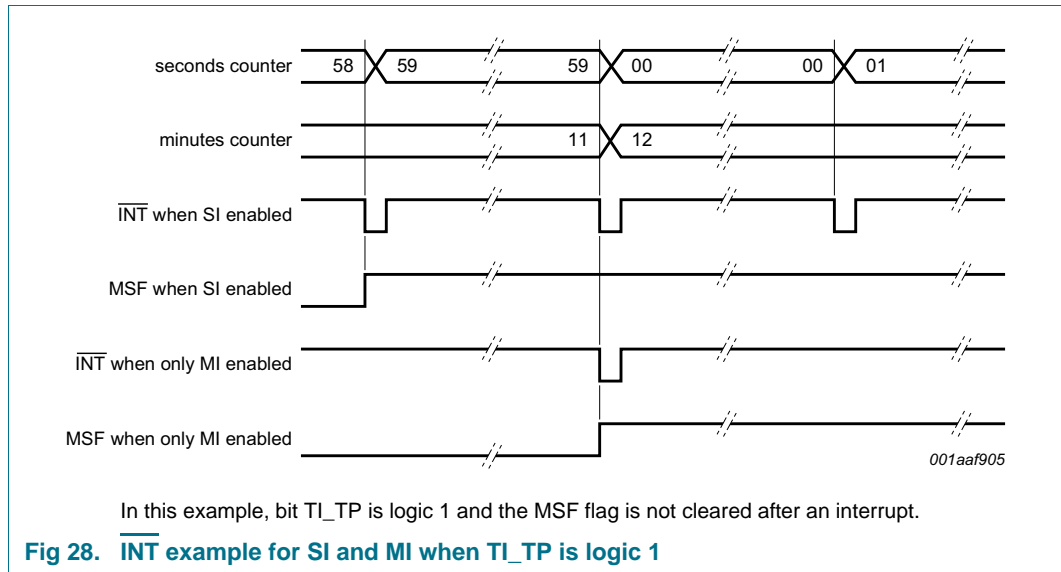 seconds counter 58 59 59 00 00 01
minutes counter 11 12
INT when SI enabled
MSF when SI enabled
INT when only MI enabled
MSF when only MI enabled
001aaf905
In this example, bit TI_TP is logic 1 and the MSF flag is not cleared after an interrupt.
Fig 28. INT example for SI and MI when TI_TP is logic 1